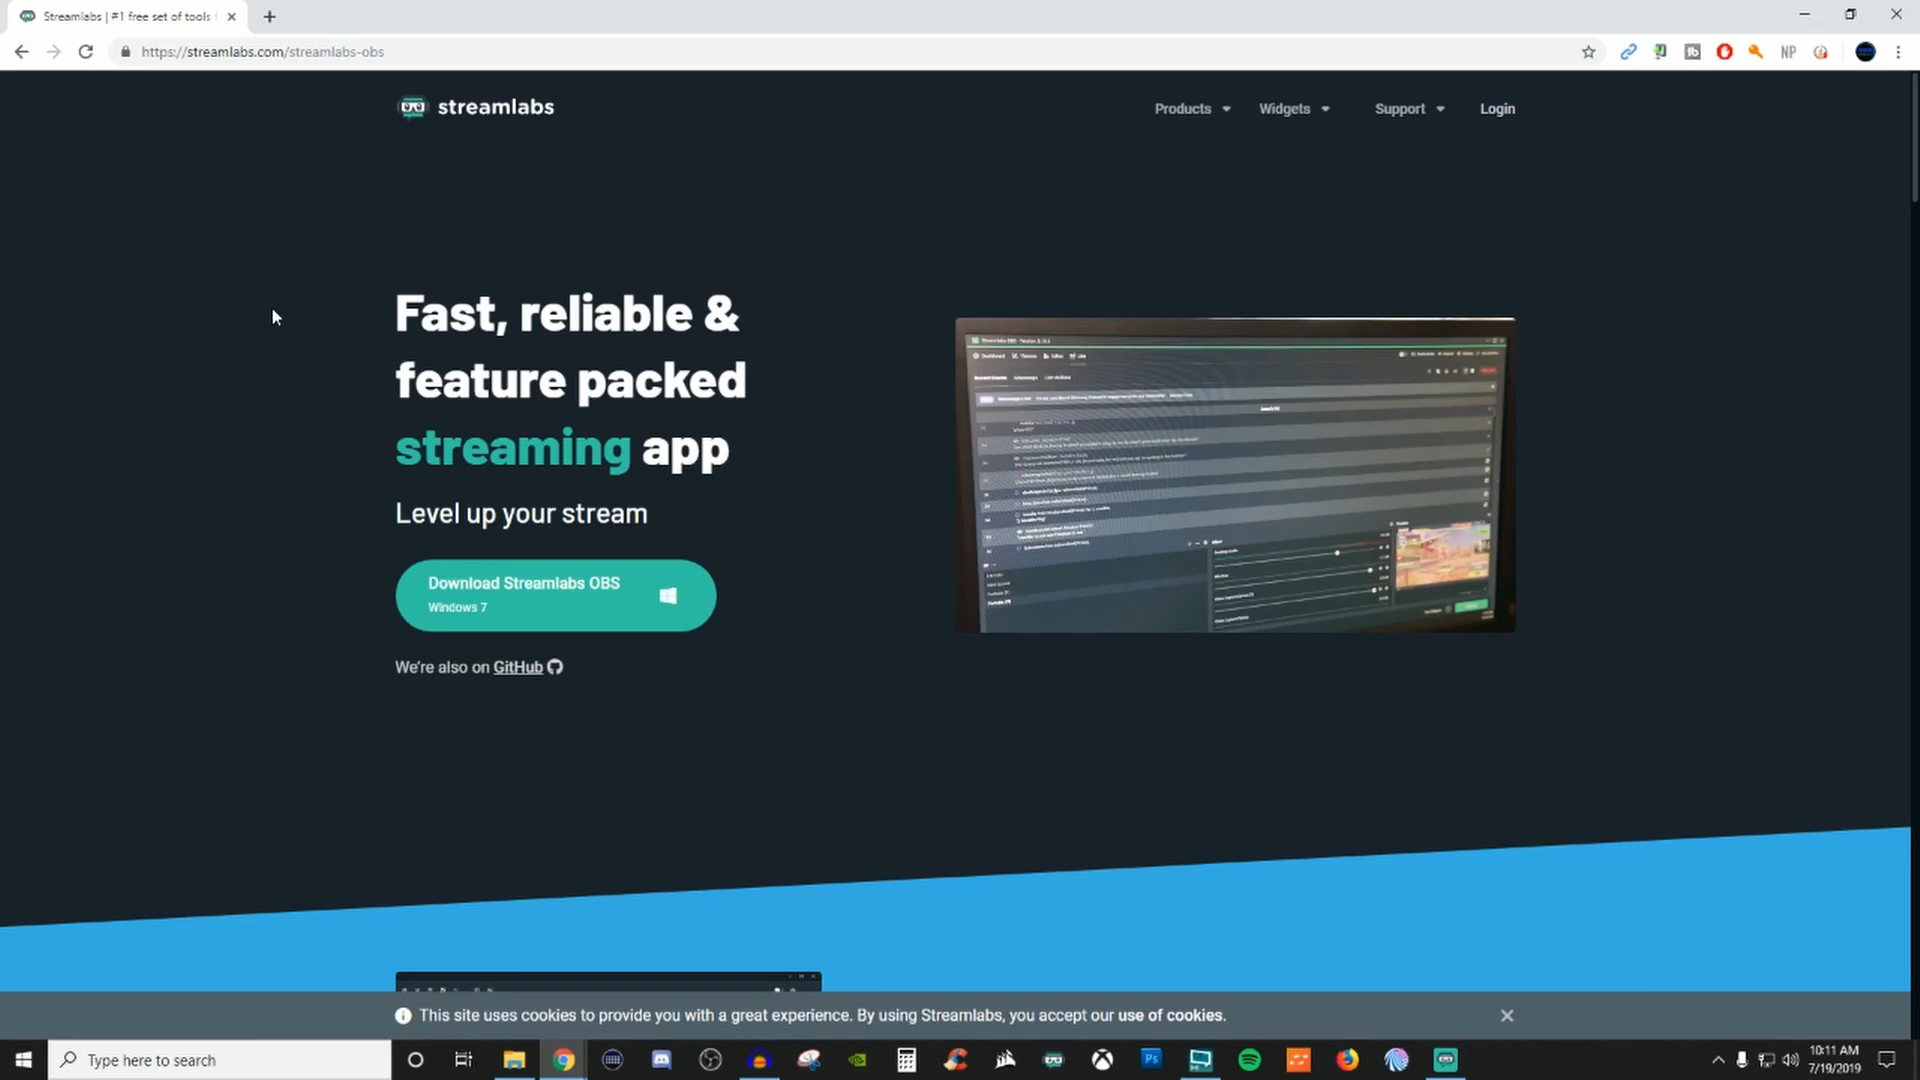 Streamlabs | #1 free set of tools
https://streamlabs.com/streamlabs-obs
NP
streamlabs
Products
Widgets
Support
Login
Fast, reliable &
feature packed
streaming app
Level up your stream
Download Streamlabs OBS
Windows 7
We're also on GitHub
This site uses cookies to provide you with a great experience. By using Streamlabs, you accept our use of cookies.
Type here to search
Ps
10:11 AM
7/19/2019